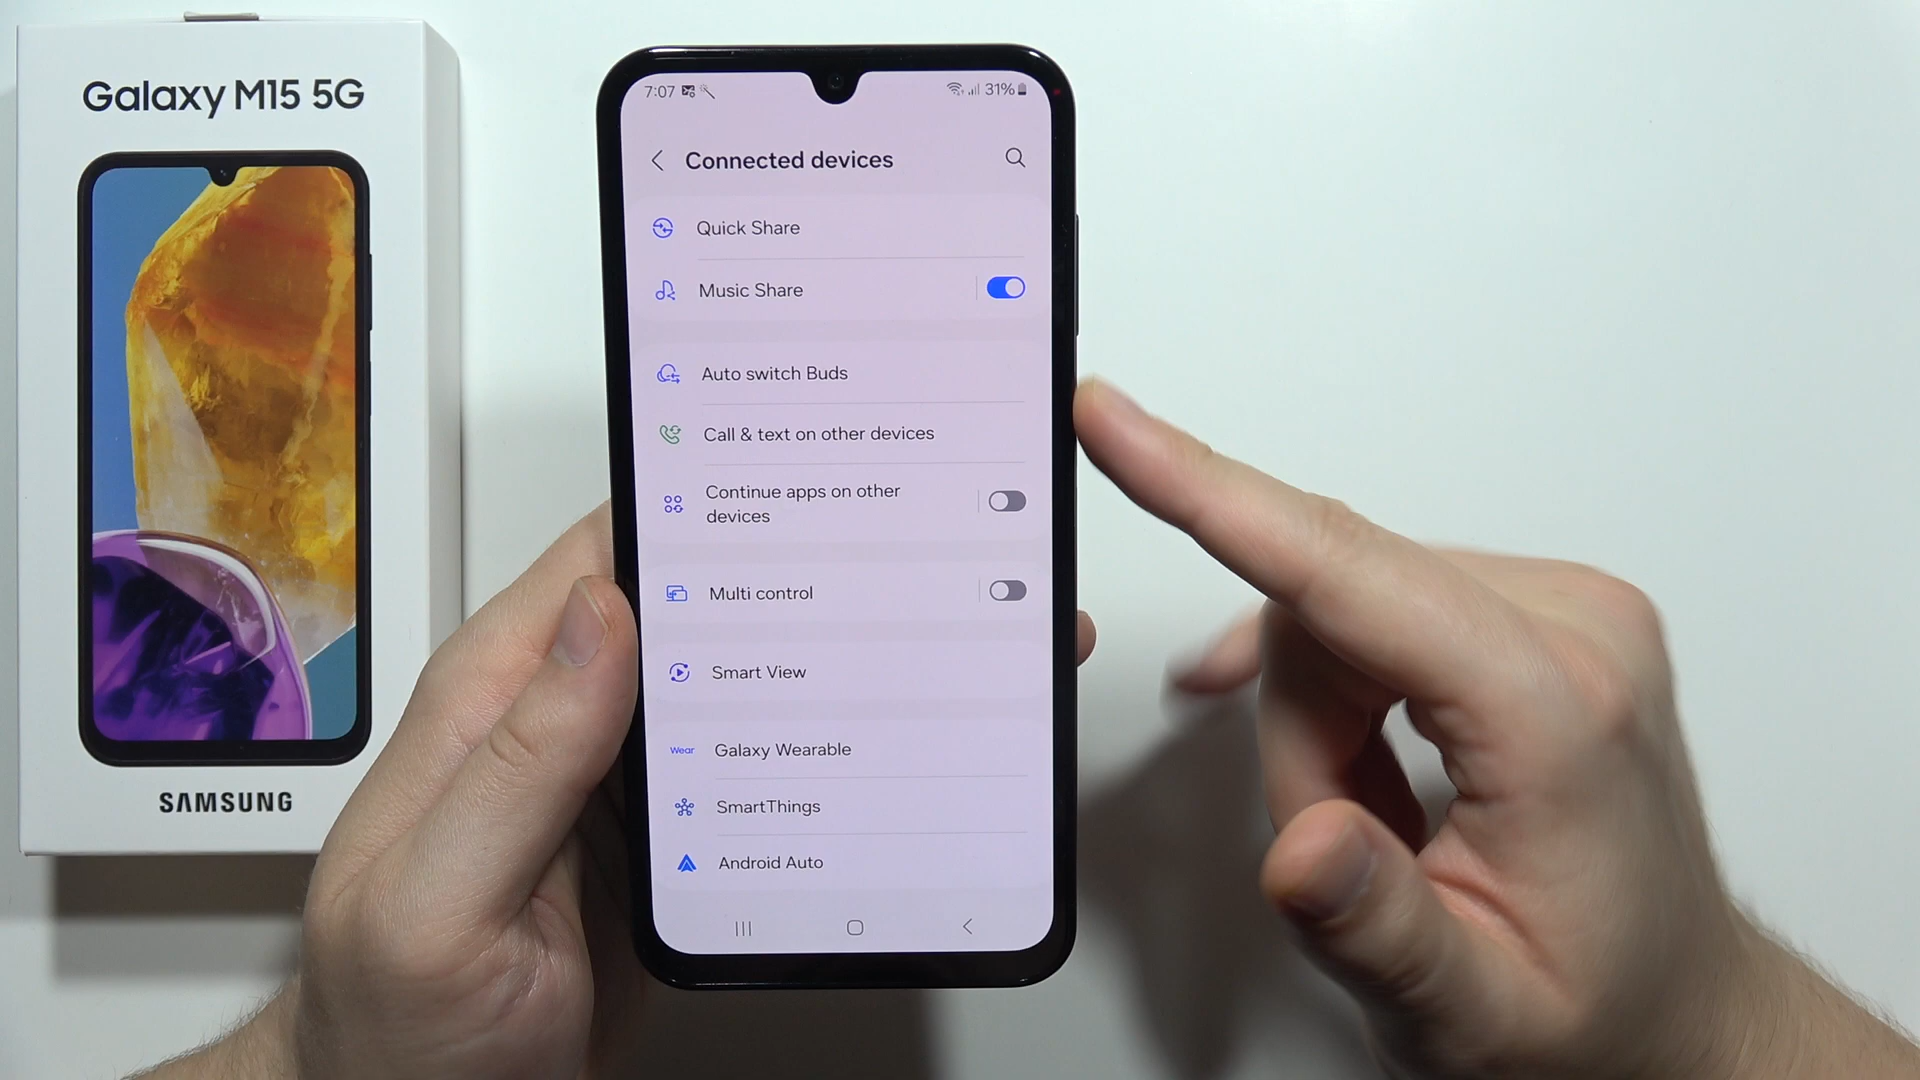 Galaxy M15 5G
SAMSUNG
7:07
31%
Connected devices
Quick Share
Music Share
Auto switch Buds
Call & text on other devices
Continue apps on other
devices
Multi control
Smart View
Wear
Galaxy Wearable
SmartThings
Android Auto